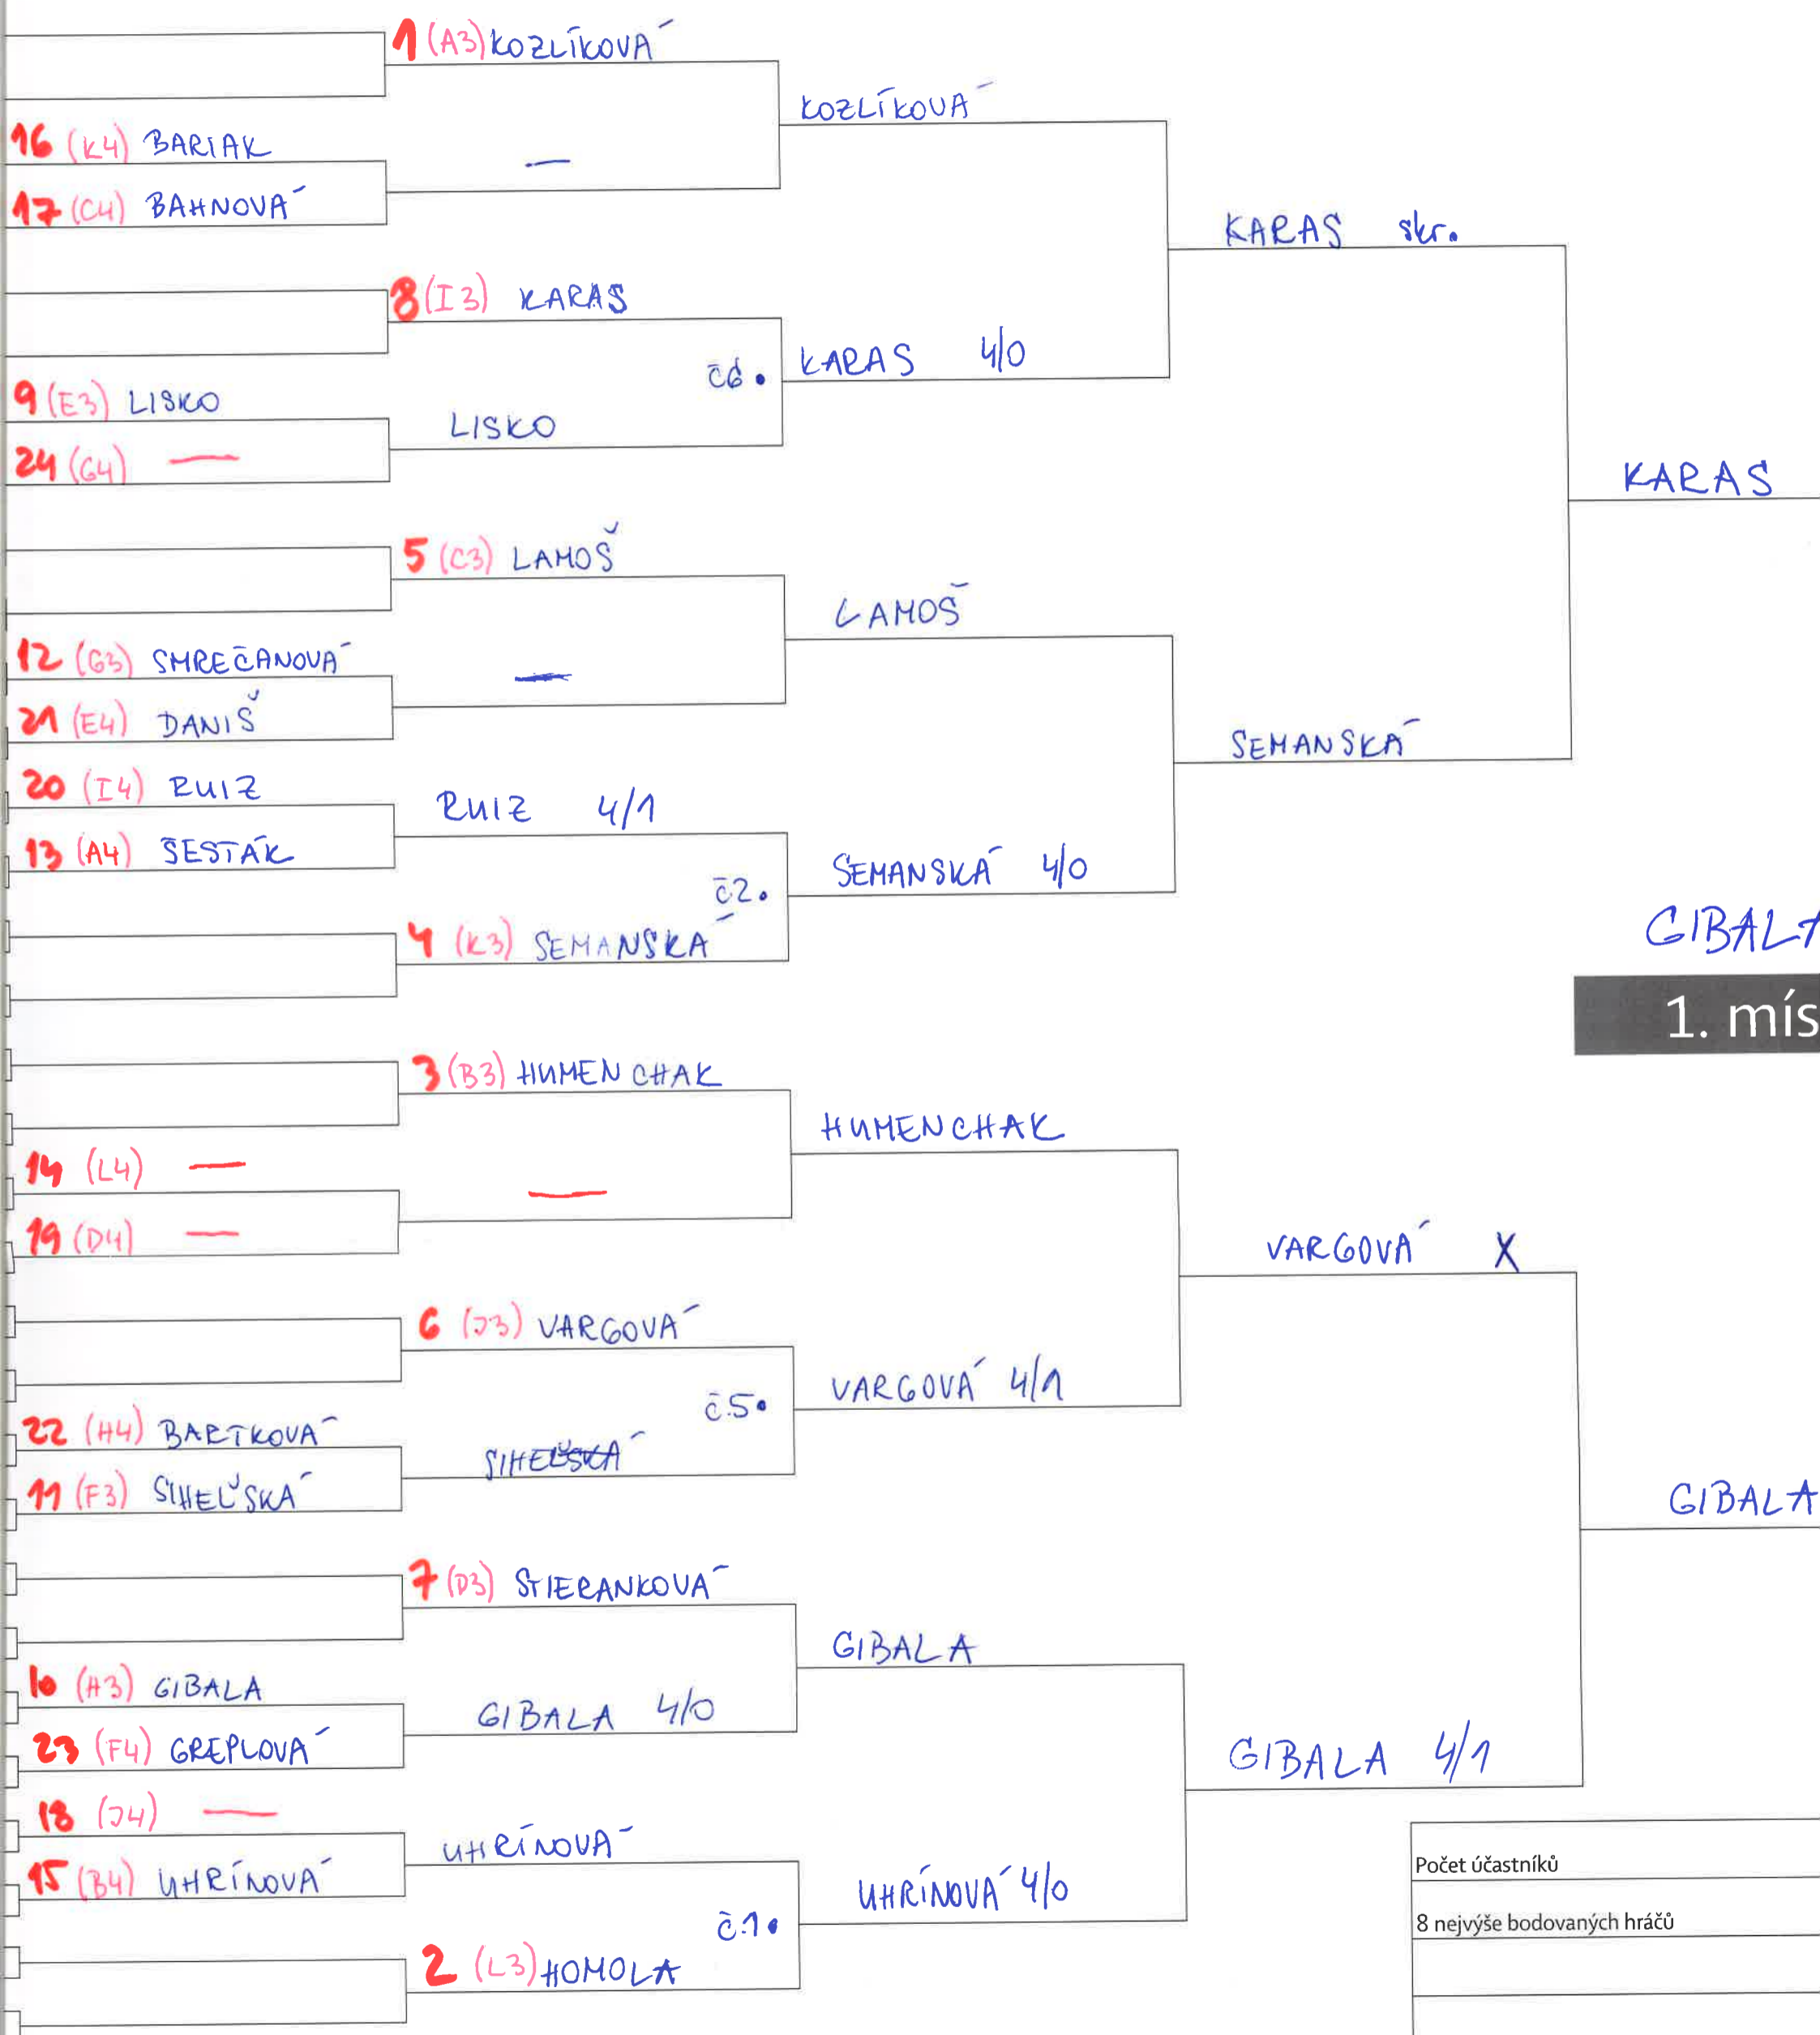 1 (A3) KOZLÍKOVÁ
KOZLÍKOVÁ
16 (K4) BARIAK
—
17 (C4) BAHNOVÁ
KARAS skr.
8 (I3) KARAS
č6. KARAS 4/0
9 (E3) LISKO
LISKO
24 (G4) —
KARAS
5 (C3) LAMOŠ
LAMOŠ
12 (G3) SMREČANOVÁ
—
21 (E4) DANIŠ
SEMANSKÁ
20 (I4) RUIZ
RUIZ 4/1
13 (A4) ŠESTÁK
č2. SEMANSKÁ 4/0
4 (K3) SEMANSKÁ
GIBALA
1. mís
3 (B3) HUMENCHAK
HUMENCHAK
14 (L4) —
—
19 (D4) —
VARGOVÁ X
6 (J3) VARGOVÁ
č.5. VARGOVÁ 4/1
22 (H4) BARTKOVÁ
SIHEĽSKÁ
11 (F3) SIHEĽSKÁ
GIBALA
7 (D3) STIERANKOVÁ
GIBALA
10 (H3) GIBALA
GIBALA 4/0
23 (F4) GREPLOVÁ
GIBALA 4/1
18 (J4) —
UHRÍNOVÁ
15 (B4) UHRÍNOVÁ
č.1. UHRÍNOVÁ 4/0
2 (L3) HOMOLA
Počet účastníků
8 nejvýše bodovaných hráčů